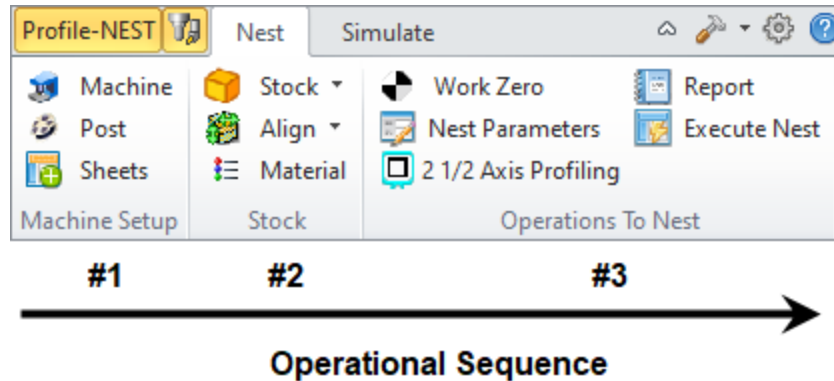 Profile-NEST Nest Simulate
Machine Stock Work Zero Report
Post Align Nest Parameters Execute Nest
Sheets Material 2 1/2 Axis Profiling
Machine Setup Stock Operations To Nest
#1 #2 #3
Operational Sequence